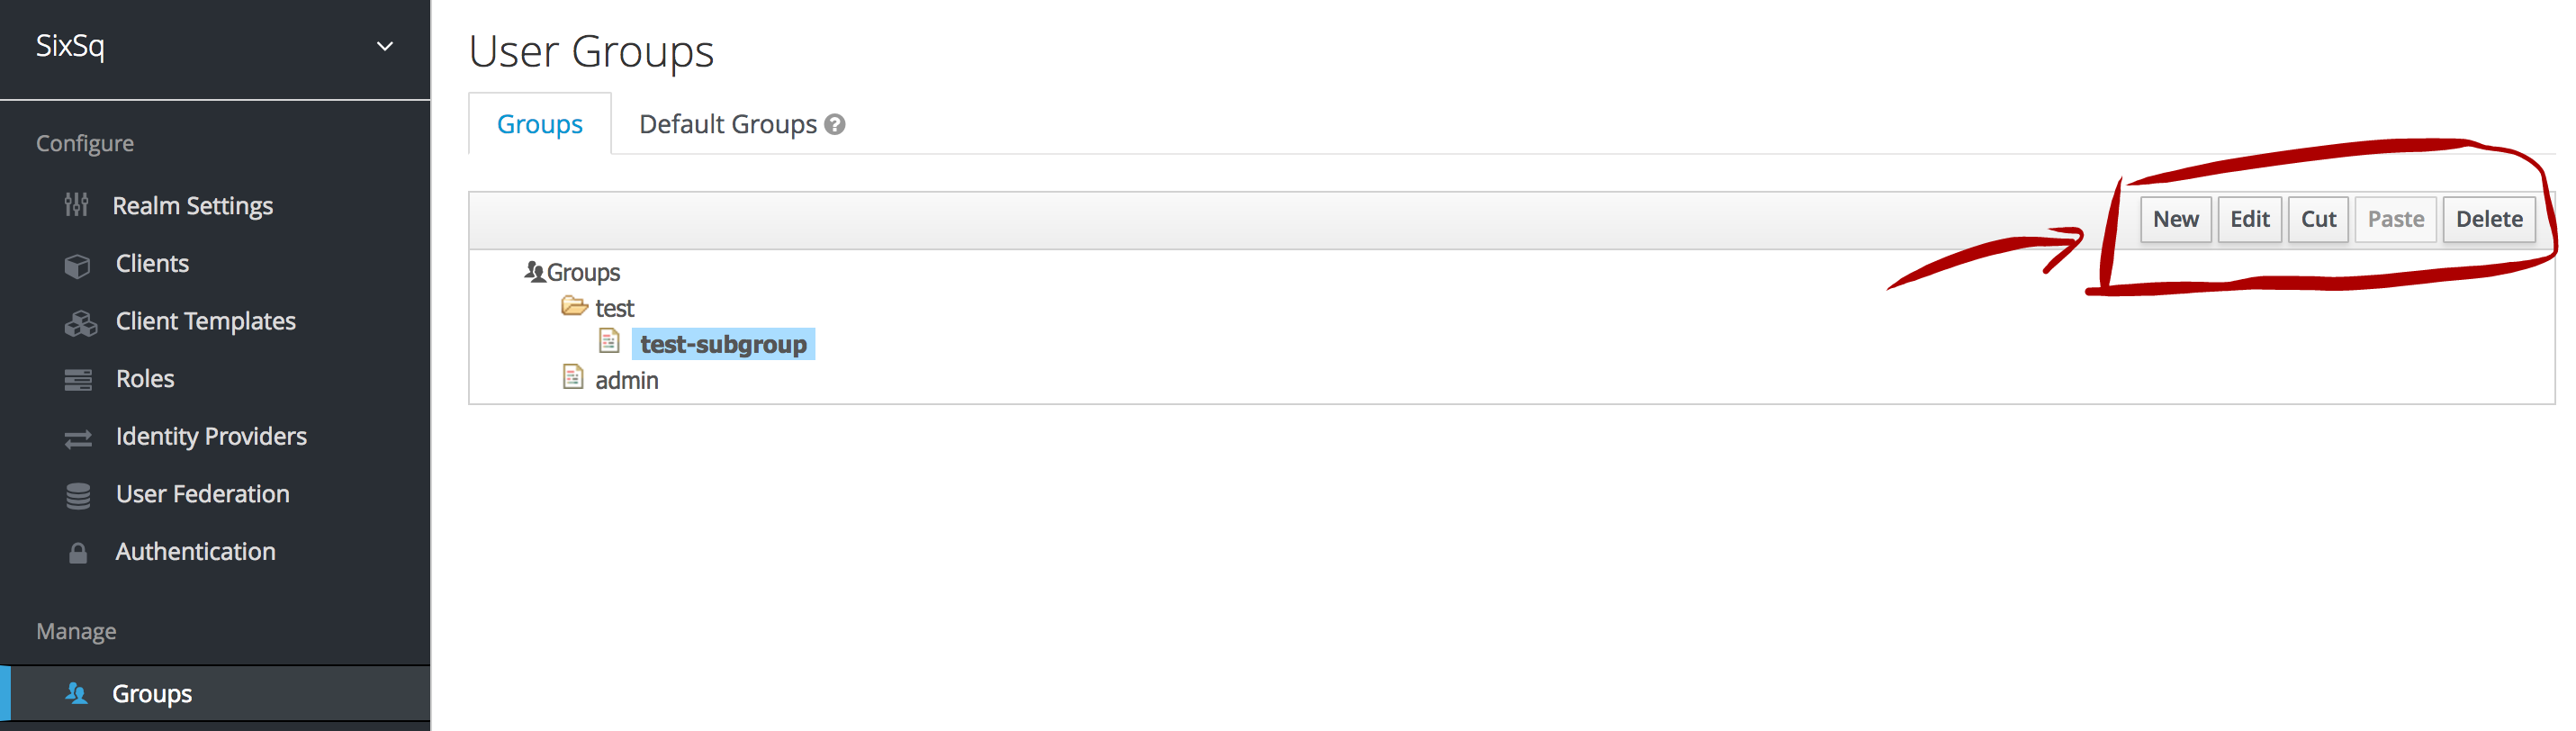 SixSq
Configure
Realm Settings
Clients
Client Templates
Roles
Identity Providers
User Federation
Authentication
Manage
Groups
User Groups
Groups Default Groups ?
New Edit Cut Paste Delete
Groups
test
test-subgroup
admin